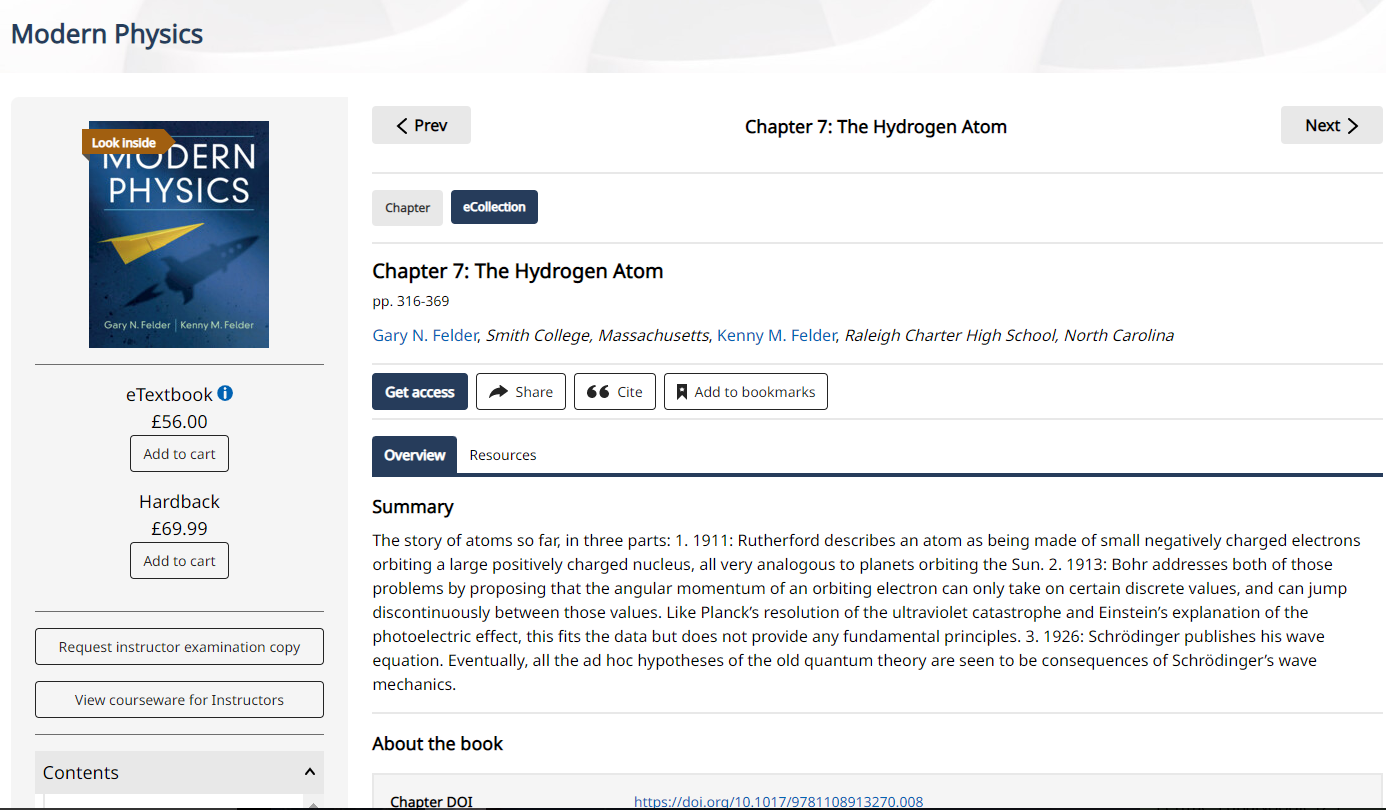 Modern Physics
Look Inside
MODERN
PHYSICS
Gary N. Felder | Kenny M. Felder
eTextbook
£56.00
Add to cart
Hardback
£69.99
Add to cart
Request instructor examination copy
View courseware for Instructors
Contents
Prev
Chapter 7: The Hydrogen Atom
Next
Chapter
eCollection
Chapter 7: The Hydrogen Atom
pp. 316-369
Gary N. Felder, Smith College, Massachusetts, Kenny M. Felder, Raleigh Charter High School, North Carolina
Get access
Share
Cite
Add to bookmarks
Overview
Resources
Summary
The story of atoms so far, in three parts: 1. 1911: Rutherford describes an atom as being made of small negatively charged electrons
orbiting a large positively charged nucleus, all very analogous to planets orbiting the Sun. 2. 1913: Bohr addresses both of those
problems by proposing that the angular momentum of an orbiting electron can only take on certain discrete values, and can jump
discontinuously between those values. Like Planck’s resolution of the ultraviolet catastrophe and Einstein’s explanation of the
photoelectric effect, this fits the data but does not provide any fundamental principles. 3. 1926: Schrödinger publishes his wave
equation. Eventually, all the ad hoc hypotheses of the old quantum theory are seen to be consequences of Schrödinger’s wave
mechanics.
About the book
Chapter DOI
https://doi.org/10.1017/9781108913270.008